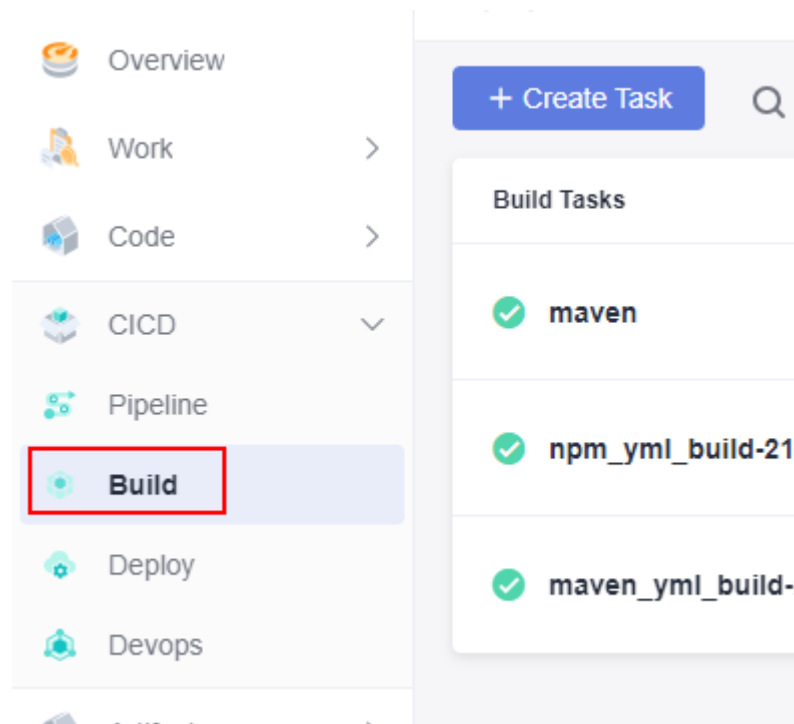 Overview
Work
Code
CICD
Pipeline
Build
Deploy
Devops
+ Create Task
Build Tasks
maven
npm_yml_build-21
maven_yml_build-